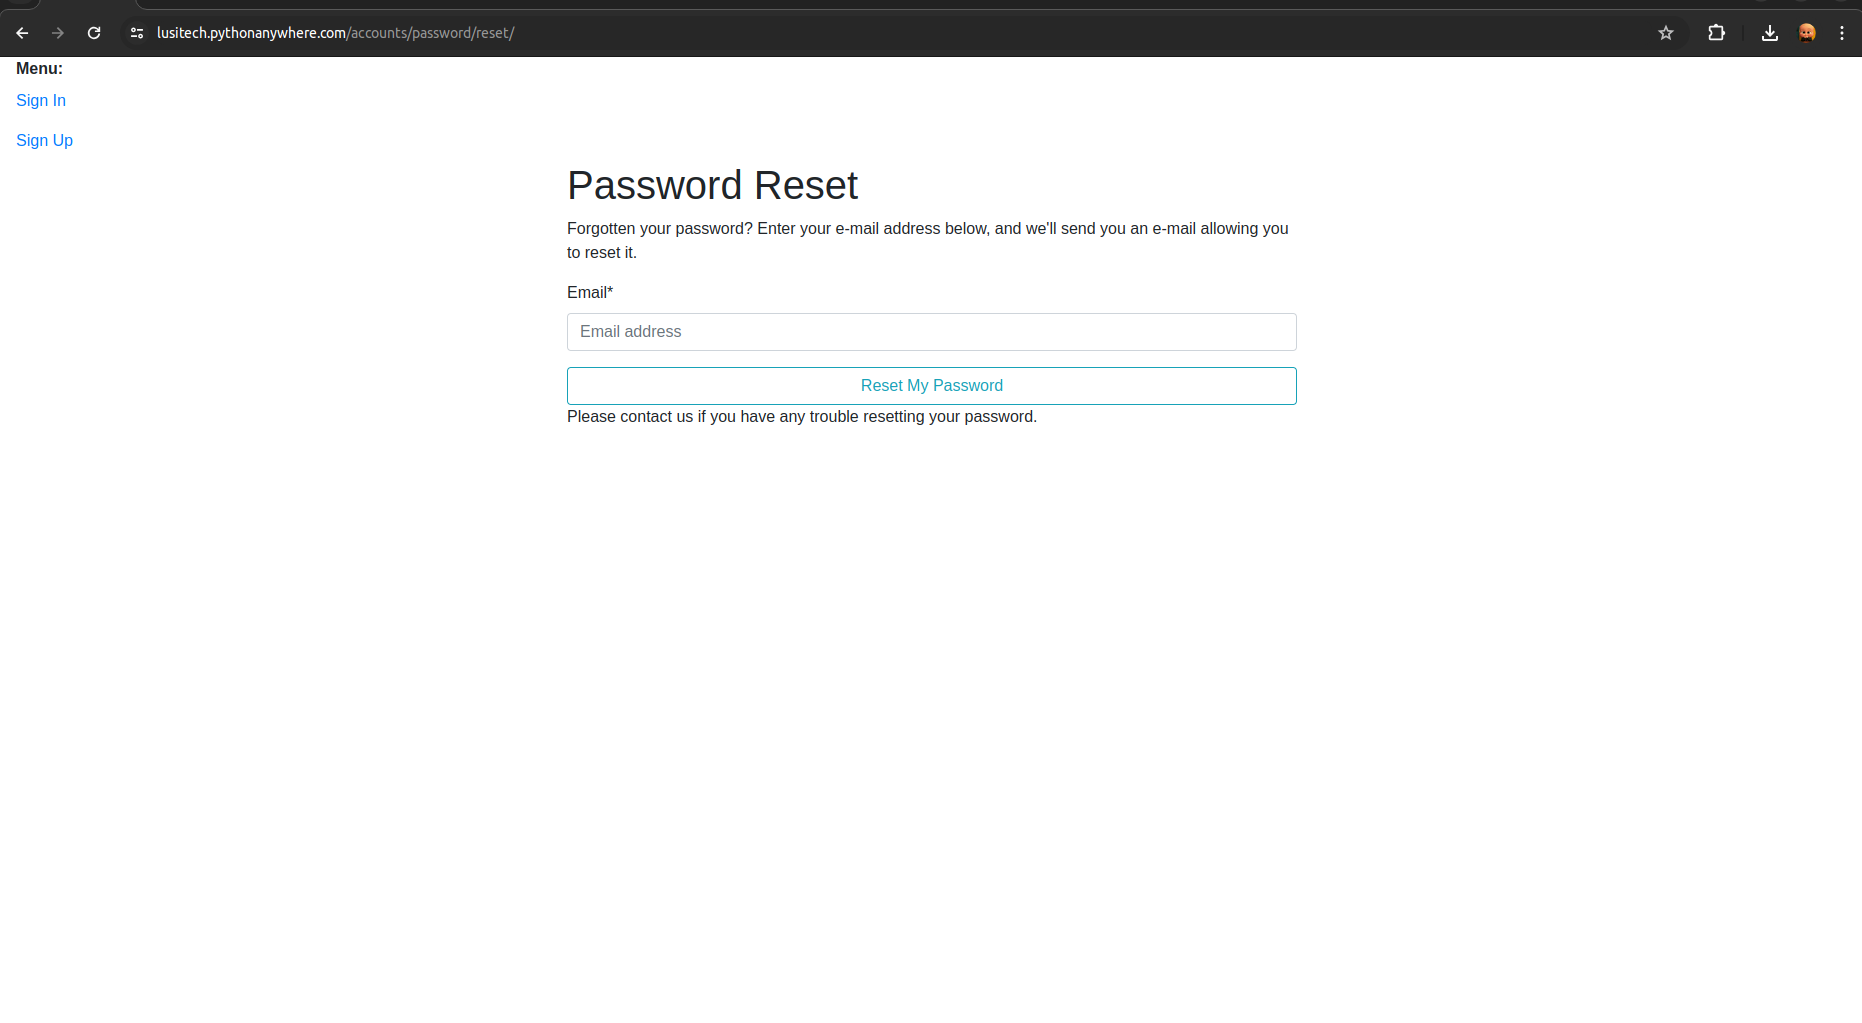 lusitech.pythonanywhere.com/accounts/password/reset/
Menu:
Sign In
Sign Up
Password Reset
Forgotten your password? Enter your e-mail address below, and we'll send you an e-mail allowing you
to reset it.
Email*
Email address
Reset My Password
Please contact us if you have any trouble resetting your password.